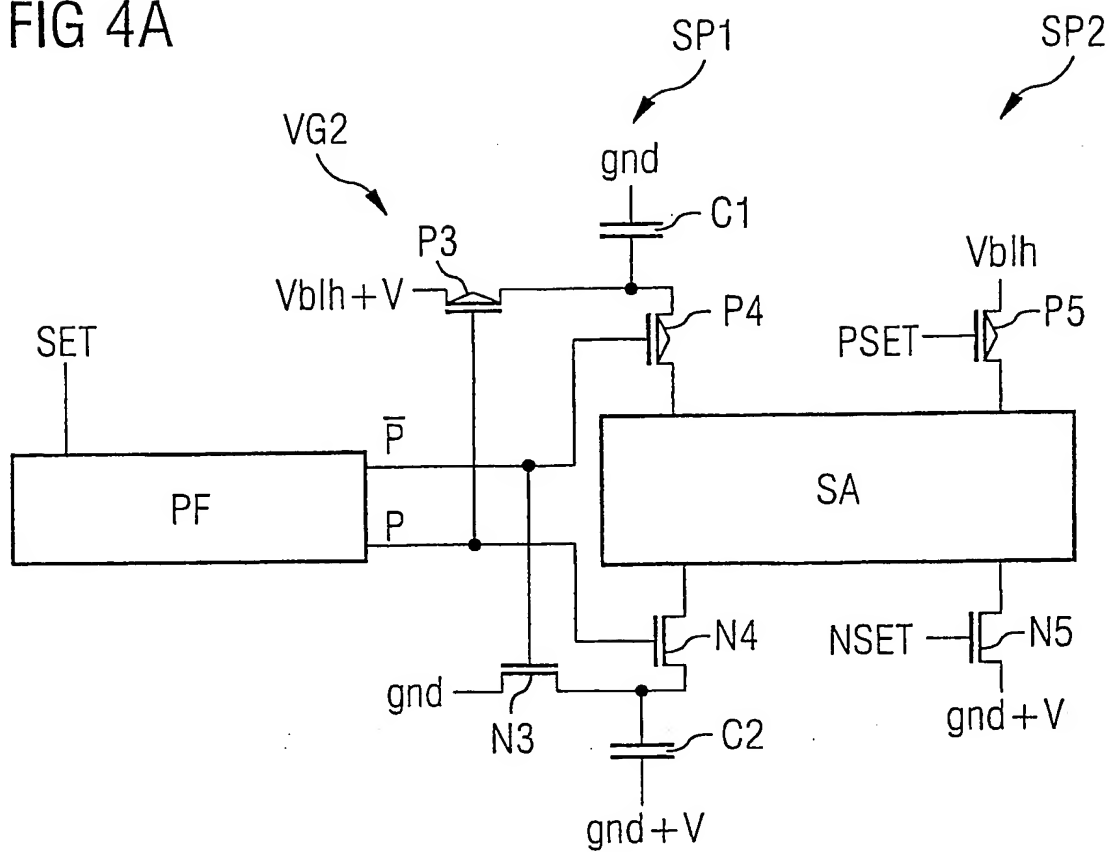 FIG 4A
SP1
SP2
VG2
gnd
C1
P3
Vblh
Vblh+V
P4
P5
SET
PSET
P̅
PF
SA
P
N4
NSET
N5
gnd
N3
gnd+V
C2
gnd+V